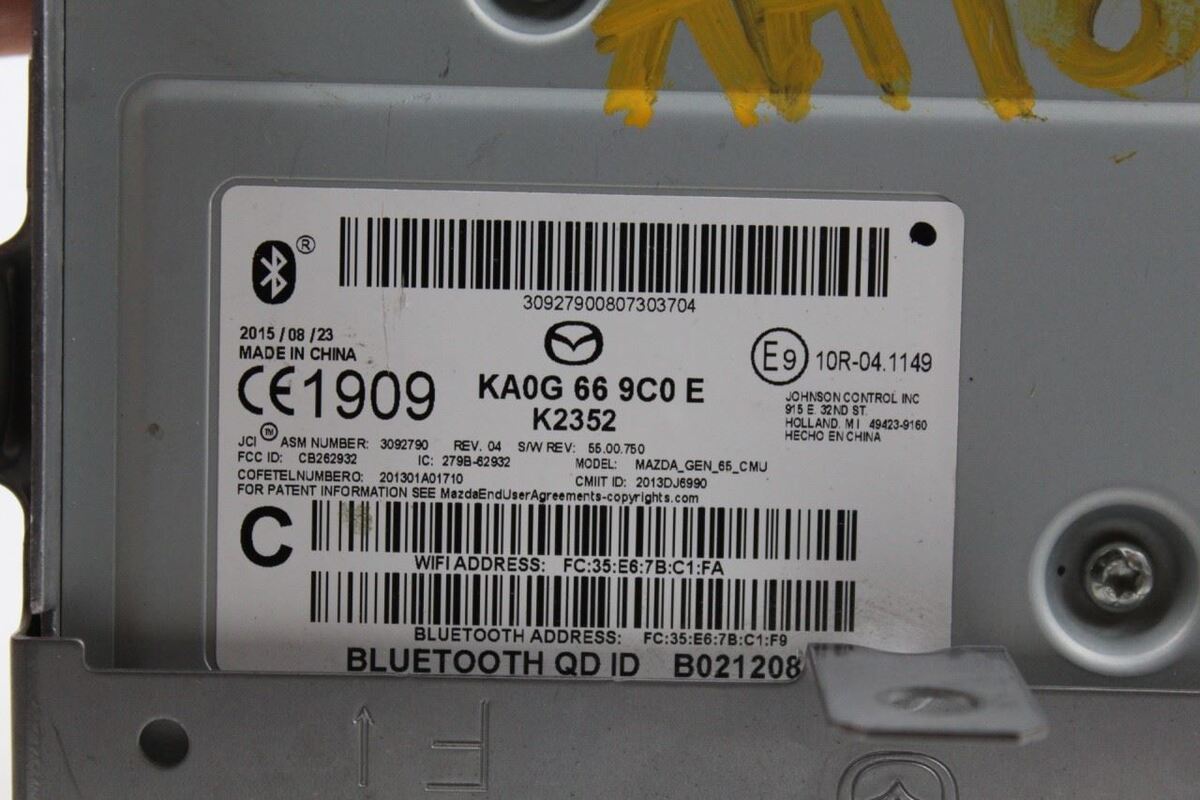 ®
30927900807303704
2015 / 08 / 23
MADE IN CHINA
CE1909
KA0G 66 9C0 E
K2352
E9 10R-04.1149
JOHNSON CONTROL INC
915 E. 32ND ST.
HOLLAND, M I 49423-9160
HECHO EN CHINA
JCI ™ ASM NUMBER: 3092790 REV. 04 S/W REV: 55.00.750
FCC ID: CB262932 IC: 279B-62932 MODEL: MAZDA_GEN_65_CMU
COFETELNUMBERO: 201301A01710 CMIIT ID: 2013DJ6990
FOR PATENT INFORMATION SEE MazdaEndUserAgreements-copyrights.com
C
WIFI ADDRESS: FC:35:E6:7B:C1:FA
BLUETOOTH ADDRESS: FC:35:E6:7B:C1:F9
BLUETOOTH QD ID B021208
F